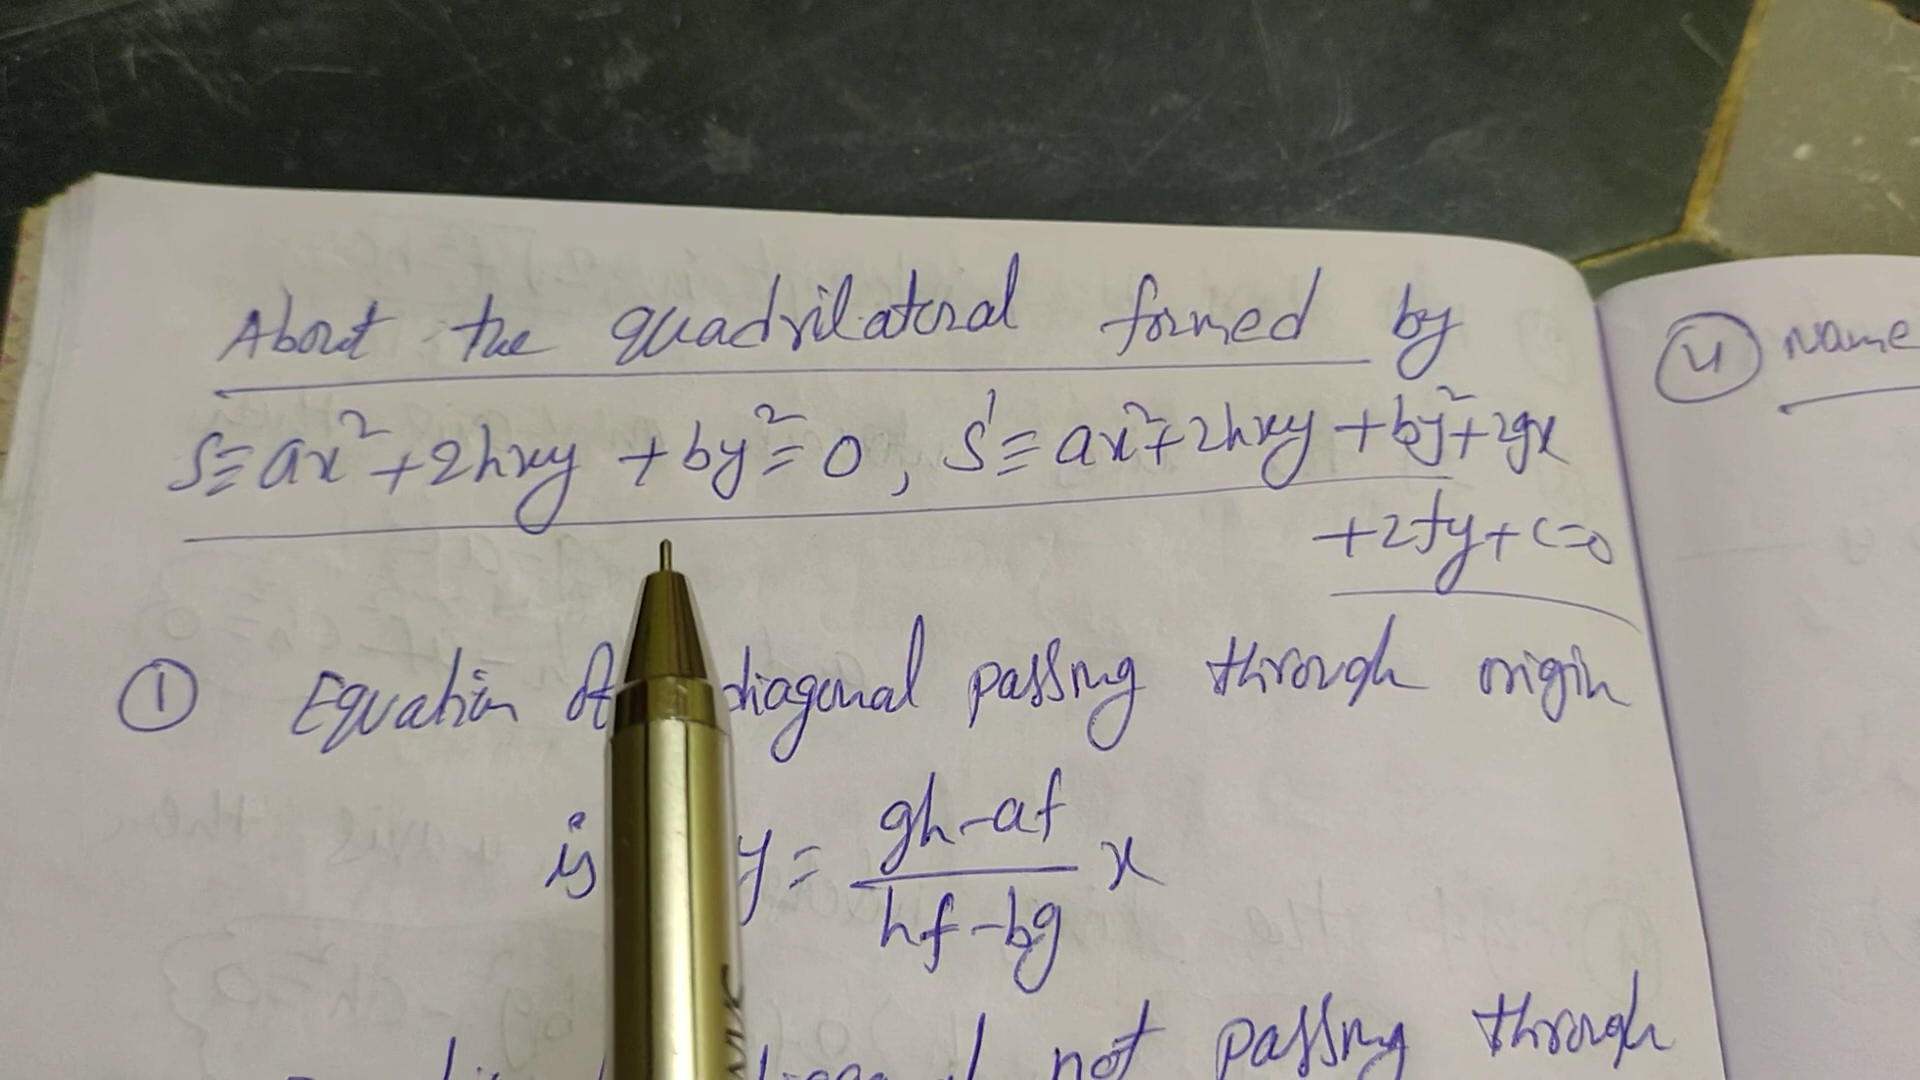 About the quadrilateral formed by
S≡ax²+2hxy+by²=0, S'≡ax²+2hxy+by²+2gx
+2fy+c=0
① Equation of diagonal passing through origin
is y = (gh-af)/(hf-bg) x
not passing through
④ Name